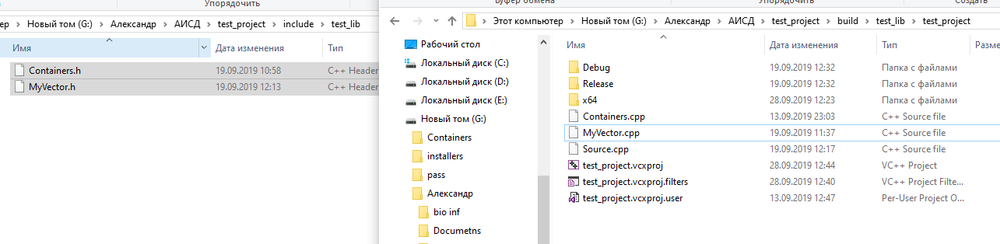 Упорядочить
ер › Новый том (G:) › Александр › АИСД › test_project › include › test_lib
Имя Дата изменения Тип
Containers.h 19.09.2019 10:58 C++ Header
MyVector.h 19.09.2019 12:13 C++ Header
Буфер обмена Упорядочить Создать
Этот компьютер › Новый том (G:) › Александр › АИСД › test_project › build › test_lib › test_project
Рабочий стол
Локальный диск (C:)
Локальный диск (D:)
Локальный диск (E:)
Новый том (G:)
Containers
installers
pass
Александр
bio inf
Documetns
Имя Дата изменения Тип Разме
Debug 19.09.2019 12:32 Папка с файлами
Release 19.09.2019 12:32 Папка с файлами
x64 28.09.2019 12:23 Папка с файлами
Containers.cpp 13.09.2019 23:03 C++ Source file
MyVector.cpp 19.09.2019 11:37 C++ Source file
Source.cpp 19.09.2019 12:17 C++ Source file
test_project.vcxproj 28.09.2019 12:44 VC++ Project
test_project.vcxproj.filters 28.09.2019 12:40 VC++ Project Filte...
test_project.vcxproj.user 13.09.2019 12:47 Per-User Project O...